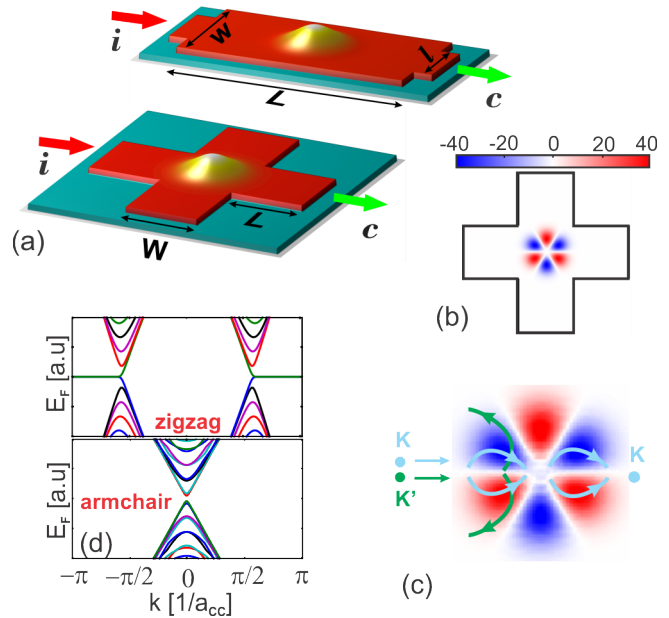 i
W
l
L
c
i
L
W
c
(a)
-40 -20 0 20 40
(b)
E_F [a.u]
zigzag
E_F [a.u]
armchair
(d)
−π −π/2 0 π/2 π
k [1/a_cc]
K
K
K'
(c)